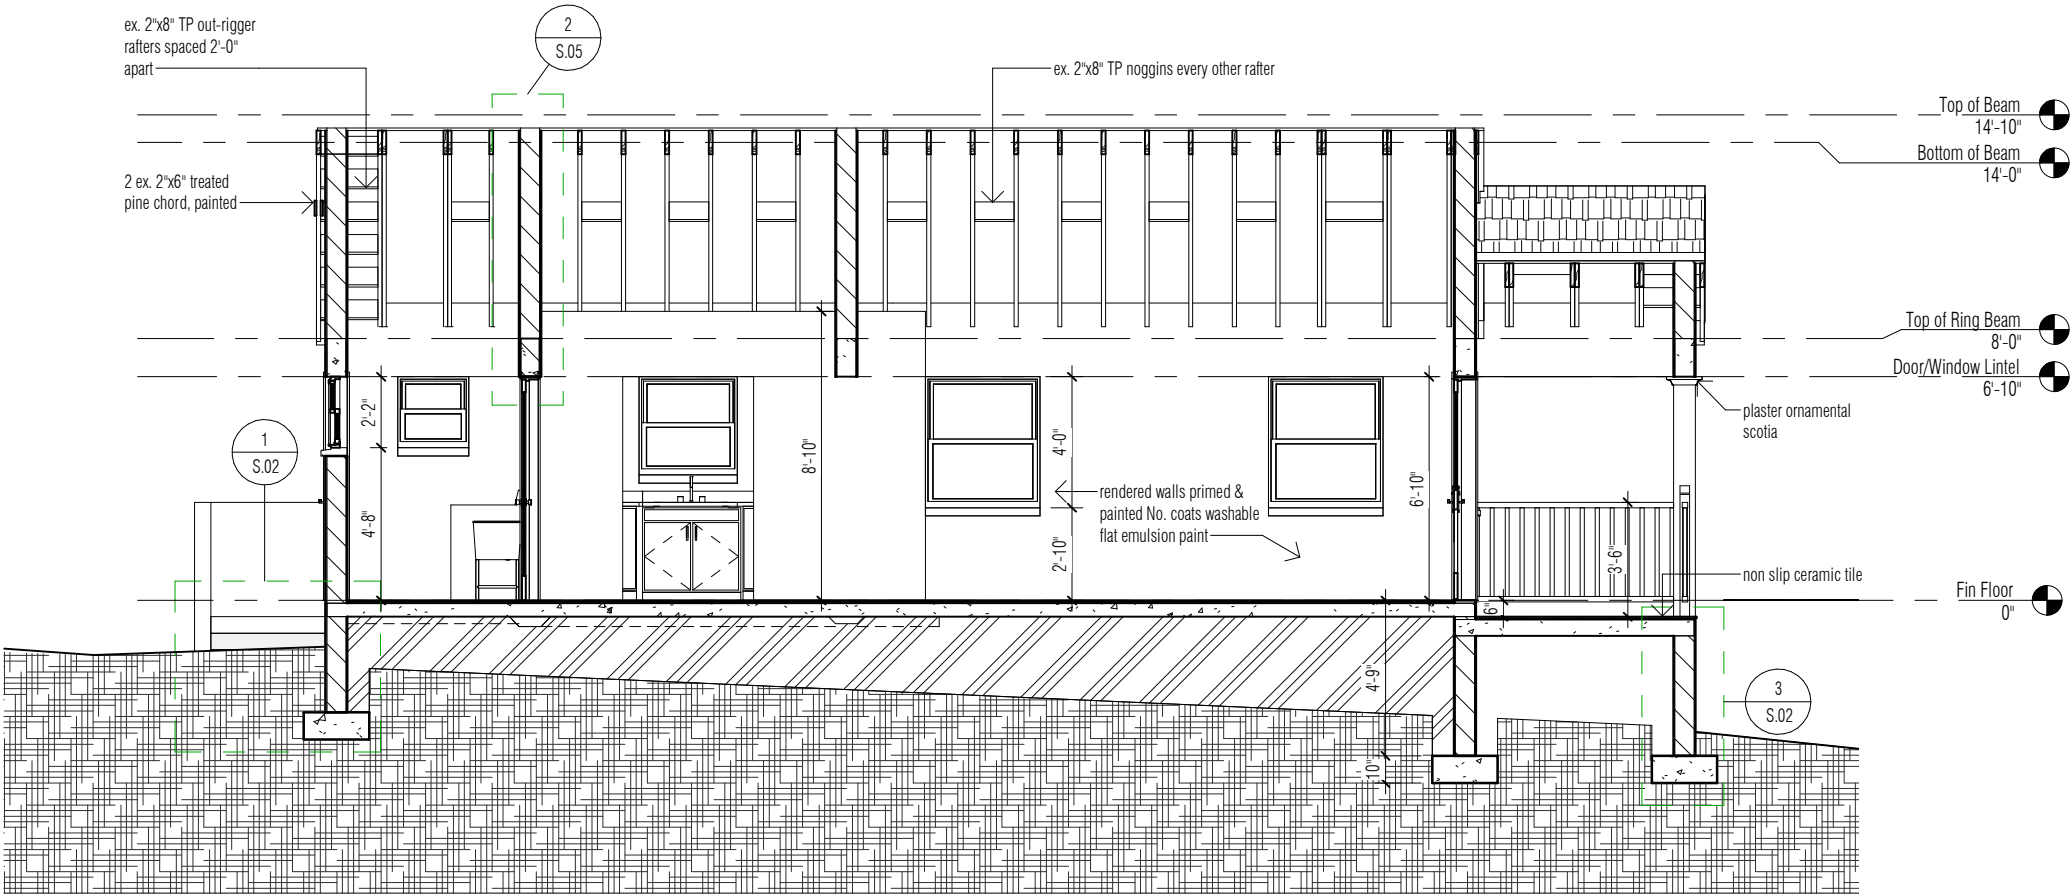 ex. 2"x8" TP out-rigger
rafters spaced 2'-0"
apart
2
S.05
ex. 2"x8" TP noggins every other rafter
Top of Beam
14'-10"
Bottom of Beam
14'-0"
2 ex. 2"x6" treated
pine chord, painted
Top of Ring Beam
8'-0"
Door/Window Lintel
6'-10"
plaster ornamental
scotia
1
S.02
2'-2"
4'-8"
8'-10"
4'-0"
2'-10"
rendered walls primed &
painted No. coats washable
flat emulsion paint
6'-10"
3'-6"
6"
non slip ceramic tile
Fin Floor
0"
4'-9"
10"
3
S.02